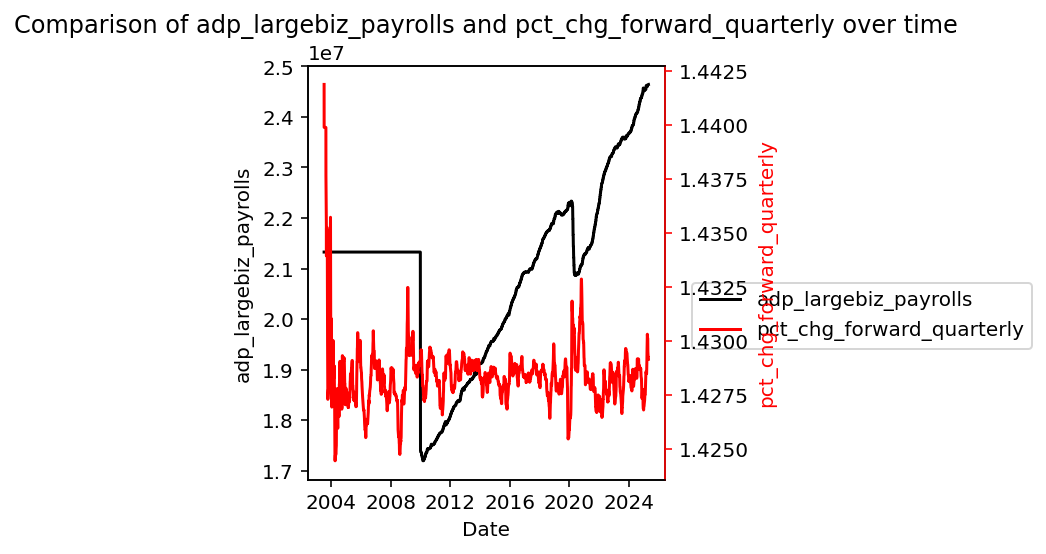 Comparison of adp_largebiz_payrolls and pct_chg_forward_quarterly over time
1e7
2.5
2.4
2.3
2.2
2.1
2.0
1.9
1.8
1.7
adp_largebiz_payrolls
2004 2008 2012 2016 2020 2024
Date
1.4425
1.4400
1.4375
1.4350
1.4325
1.4300
1.4275
1.4250
pct_chg_forward_quarterly
adp_largebiz_payrolls
pct_chg_forward_quarterly